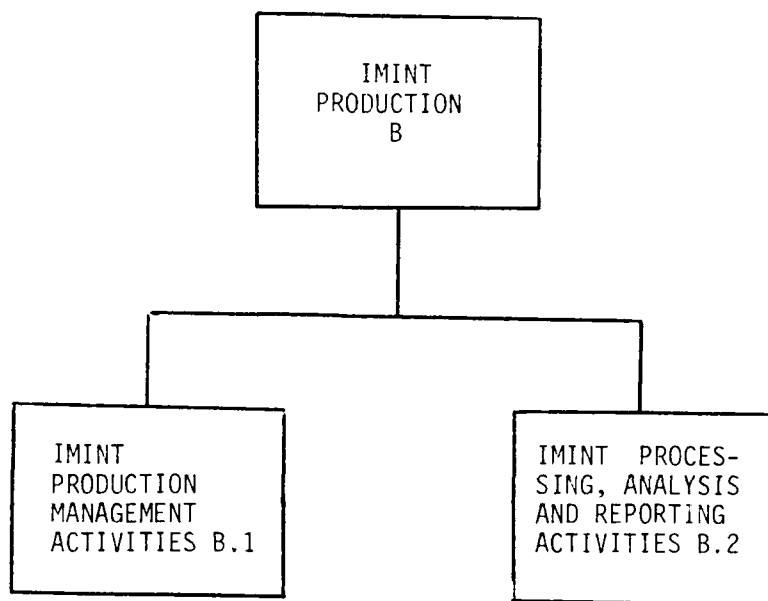 IMINT
PRODUCTION
B
IMINT
PRODUCTION
MANAGEMENT
ACTIVITIES B.1
IMINT PROCES-
SING, ANALYSIS
AND REPORTING
ACTIVITIES B.2